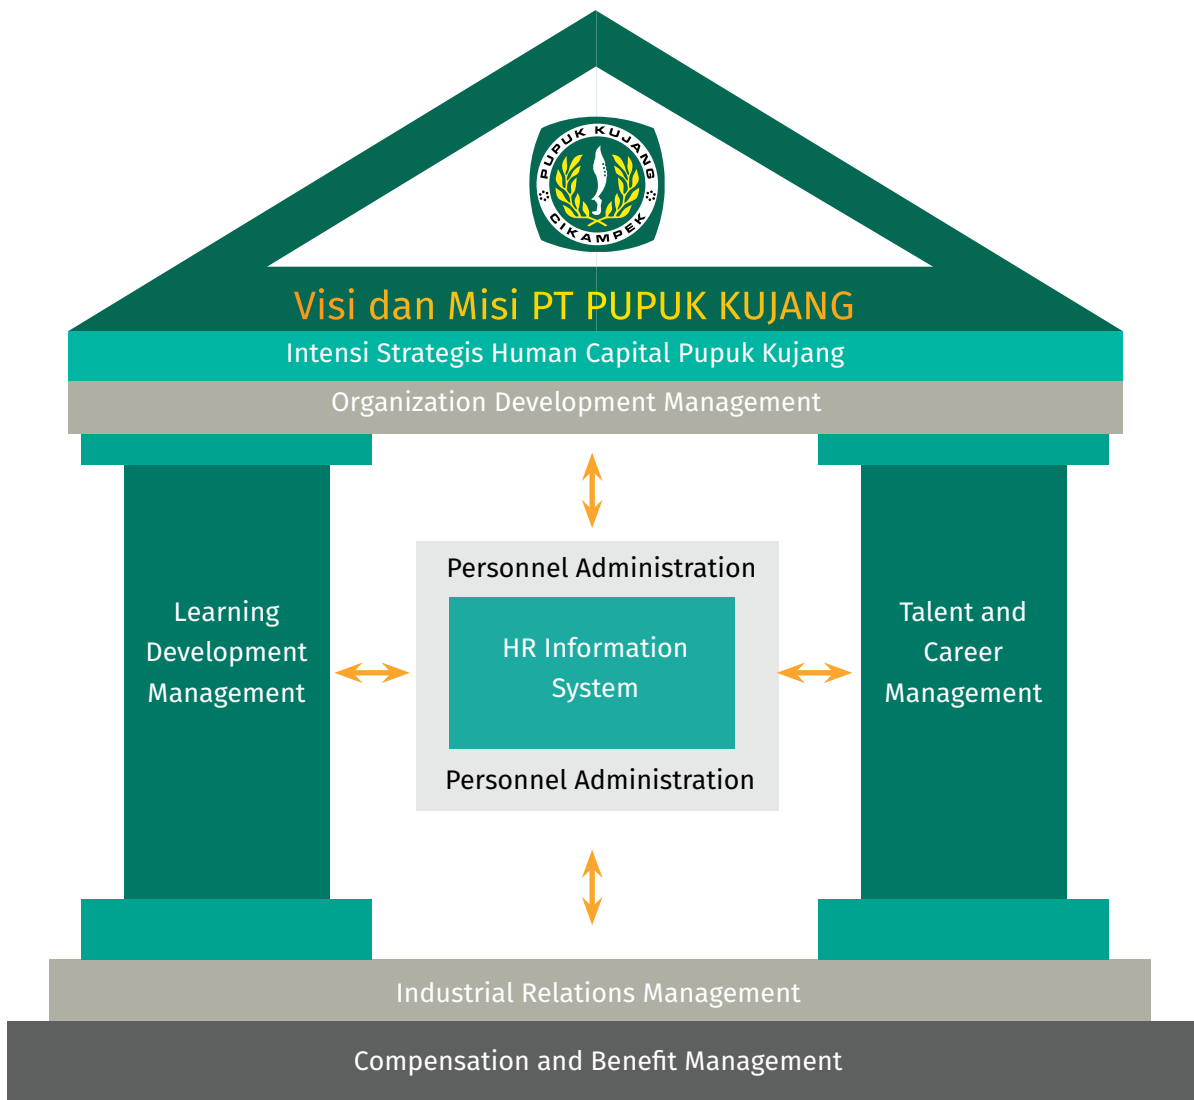 PUPUK KUJANG
CIKAMPEK
Visi dan Misi PT PUPUK KUJANG
Intensi Strategis Human Capital Pupuk Kujang
Organization Development Management
Personnel Administration
Learning
Development
Management
HR Information
System
Talent and
Career
Management
Personnel Administration
Industrial Relations Management
Compensation and Benefit Management